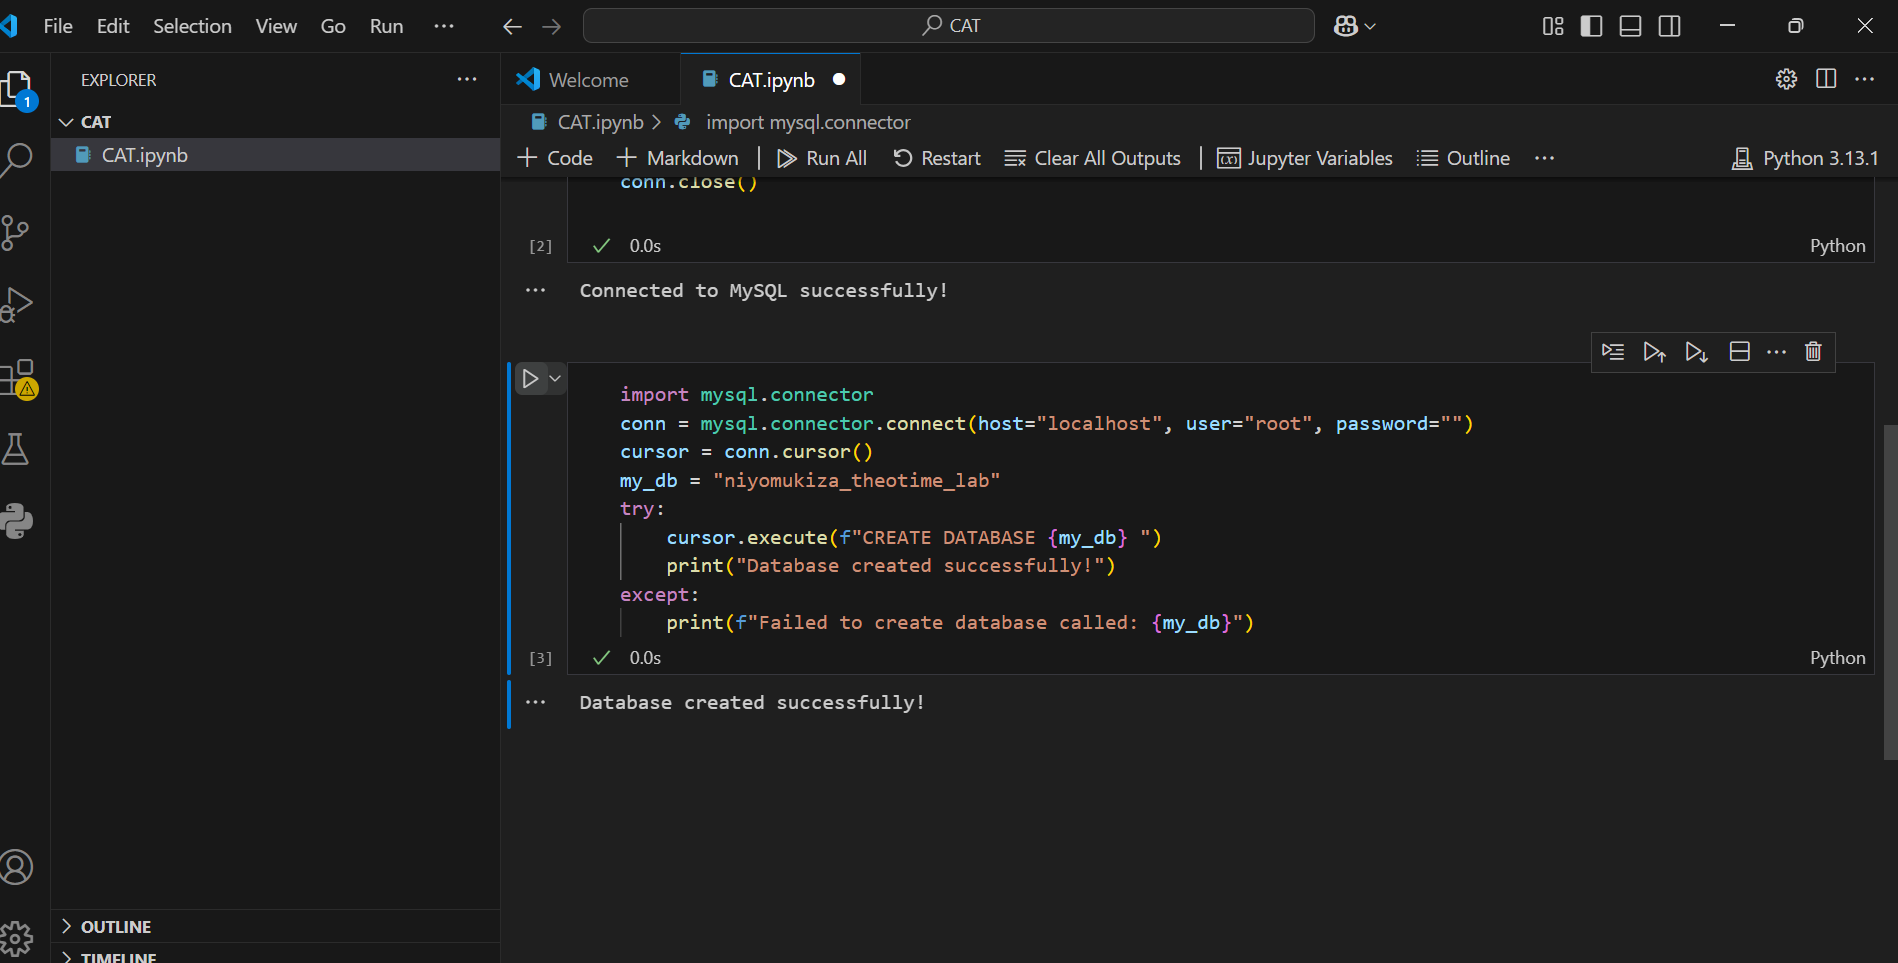 File Edit Selection View Go Run ···
CAT
EXPLORER ···
Welcome
CAT.ipynb
1
CAT
CAT.ipynb > import mysql.connector
CAT.ipynb
+ Code + Markdown | Run All Restart Clear All Outputs | Jupyter Variables Outline ··· Python 3.13.1
conn.close()
[2] ✓ 0.0s Python
··· Connected to MySQL successfully!
import mysql.connector
conn = mysql.connector.connect(host="localhost", user="root", password="")
cursor = conn.cursor()
my_db = "niyomukiza_theotime_lab"
try:
    cursor.execute(f"CREATE DATABASE {my_db} ")
    print("Database created successfully!")
except:
    print(f"Failed to create database called: {my_db}")
[3] ✓ 0.0s Python
··· Database created successfully!
OUTLINE
TIMELINE